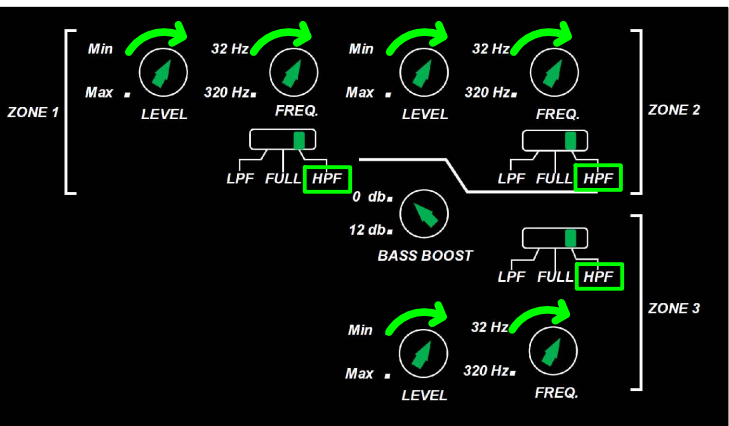 Min 32 Hz Min 32 Hz
Max 320 Hz Max 320 Hz
ZONE 1 LEVEL FREQ. LEVEL FREQ. ZONE 2
LPF FULL HPF LPF FULL HPF
0 db
12 db
BASS BOOST
LPF FULL HPF
ZONE 3
Min 32 Hz
Max 320 Hz
LEVEL FREQ.